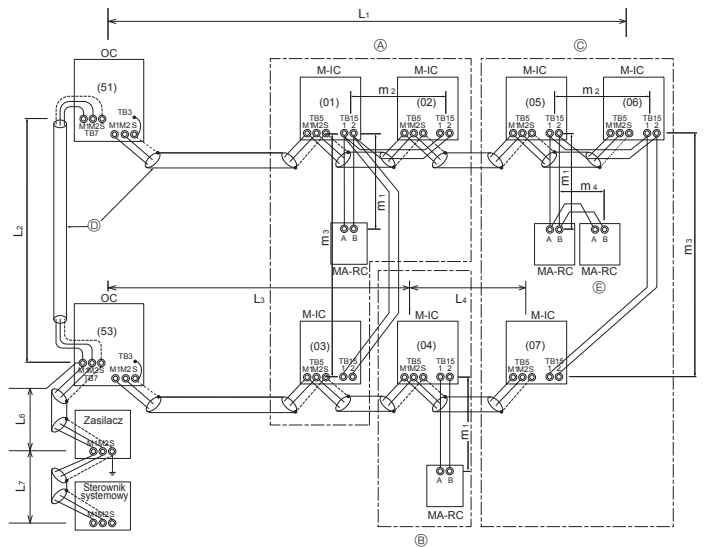 L1
Ⓐ
Ⓒ
OC
M-IC
M-IC
M-IC
M-IC
(51)
(01)
m2
(02)
(05)
m2
(06)
TB3
M1M2S
TB7
M1M2S
TB5
M1M2S
TB15
1 2
TB5
M1M2S
TB15
1 2
TB5
M1M2S
TB15
1 2
TB5
M1M2S
TB15
1 2
L2
Ⓓ
m1
m3
m1
m1
m4
m3
A B
MA-RC
A B
MA-RC
A B
MA-RC
Ⓔ
OC
L3
L4
M-IC
M-IC
M-IC
(53)
(03)
(04)
(07)
TB3
M1M2S
TB7
M1M2S
TB5
M1M2S
TB15
1 2
TB5
M1M2S
TB15
1 2
TB5
M1M2S
TB15
1 2
L6
Zasilacz
M1M2S
m1
L7
Sterownik
systemowy
M1M2S
A B
MA-RC
Ⓑ